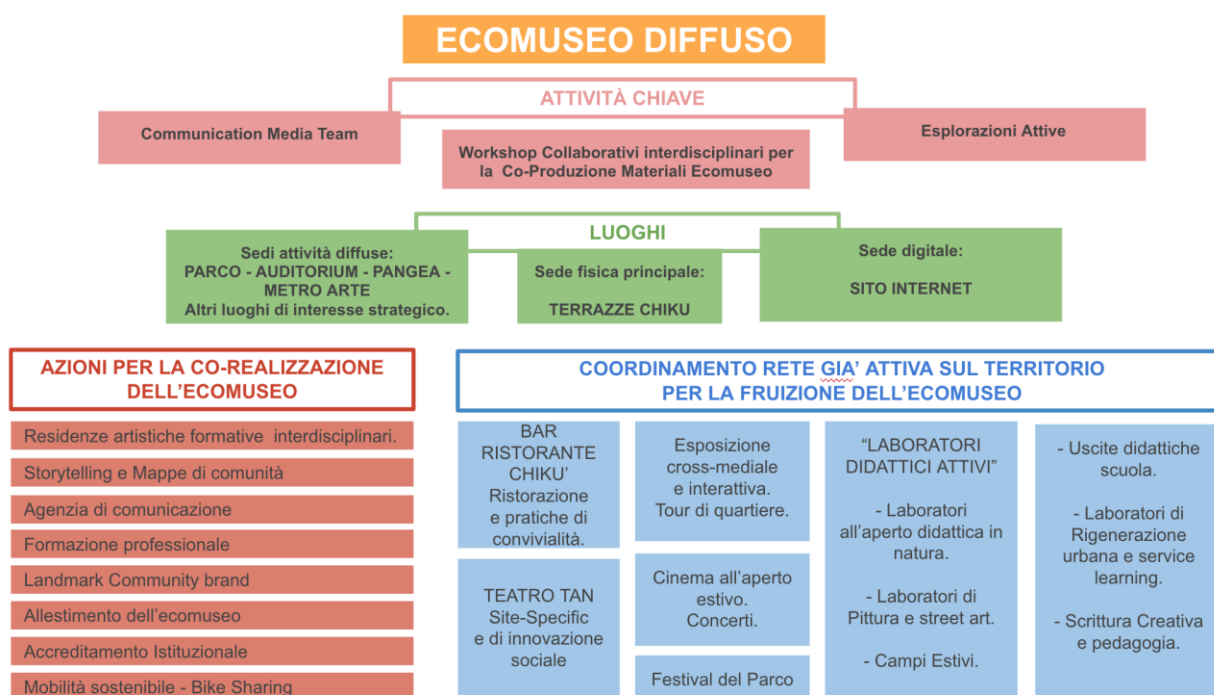 ECOMUSEO DIFFUSO
ATTIVITÀ CHIAVE
Communication Media Team
Workshop Collaborativi interdisciplinari per
la Co-Produzione Materiali Ecomuseo
Esplorazioni Attive
LUOGHI
Sedi attività diffuse:
PARCO - AUDITORIUM - PANGEA -
METRO ARTE
Altri luoghi di interesse strategico.
Sede fisica principale:
TERRAZZE CHIKU
Sede digitale:
SITO INTERNET
AZIONI PER LA CO-REALIZZAZIONE
DELL'ECOMUSEO
Residenze artistiche formative interdisciplinari.
Storytelling e Mappe di comunità
Agenzia di comunicazione
Formazione professionale
Landmark Community brand
Allestimento dell'ecomuseo
Accreditamento Istituzionale
Mobilità sostenibile - Bike Sharing
COORDINAMENTO RETE GIA' ATTIVA SUL TERRITORIO
PER LA FRUIZIONE DELL'ECOMUSEO
BAR
RISTORANTE
CHIKU'
Ristorazione
e pratiche di
convivialità.
TEATRO TAN
Site-Specific
e di innovazione
sociale
Esposizione
cross-mediale
e interattiva.
Tour di quartiere.
Cinema all'aperto
estivo.
Concerti.
Festival del Parco
"LABORATORI
DIDATTICI ATTIVI"
- Laboratori
all'aperto didattica in
natura.
- Laboratori di
Pittura e street art.
- Campi Estivi.
- Uscite didattiche
scuola.
- Laboratori di
Rigenerazione
urbana e service
learning.
- Scrittura Creativa
e pedagogia.